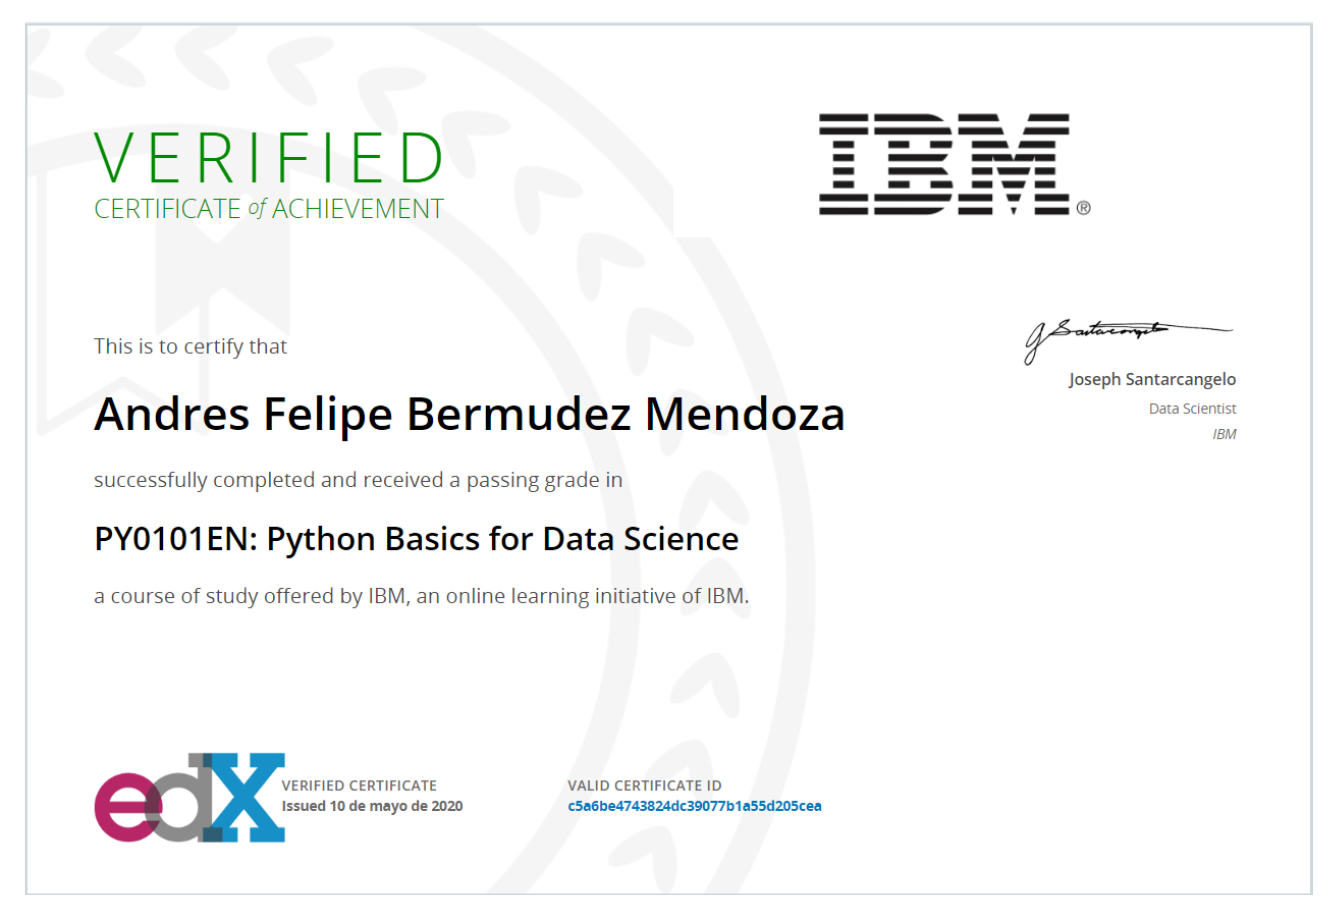 VERIFIED
CERTIFICATE of ACHIEVEMENT
IBM®
This is to certify that
Andres Felipe Bermudez Mendoza
successfully completed and received a passing grade in
PY0101EN: Python Basics for Data Science
a course of study offered by IBM, an online learning initiative of IBM.
J Santarcangelo
Joseph Santarcangelo
Data Scientist
IBM
edX
VERIFIED CERTIFICATE
Issued 10 de mayo de 2020
VALID CERTIFICATE ID
c5a6be4743824dc39077b1a55d205cea